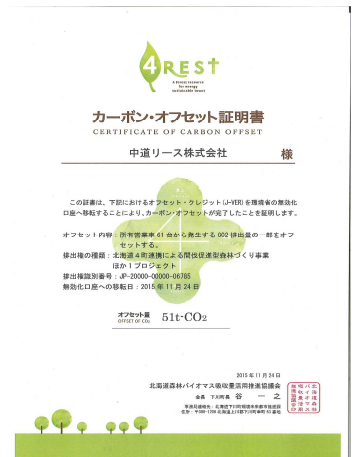 4REST
a forest resource
for energy
sustainable town
カーボン・オフセット証明書
CERTIFICATE OF CARBON OFFSET
中道リース株式会社 様
この証書は、下記におけるオフセット・クレジット(J-VER)を環境省の無効化
口座へ移転することにより、カーボン・オフセットが完了したことを証明します。
オフセット内容：所有営業車61台から発生するCO2排出量の一部をオフ
セットする。
排出権の種類：北海道4町連携による間伐促進型森林づくり事業
ほか1プロジェクト
排出権識別番号：JP-20000-00000-06785
無効化口座への移転日：2015年11月24日
オフセット量 51t-CO2
OFFSET OF CO2
2015年11月24日
北海道森林バイオマス吸収量活用推進協議会
会長 下川町長 谷 一之